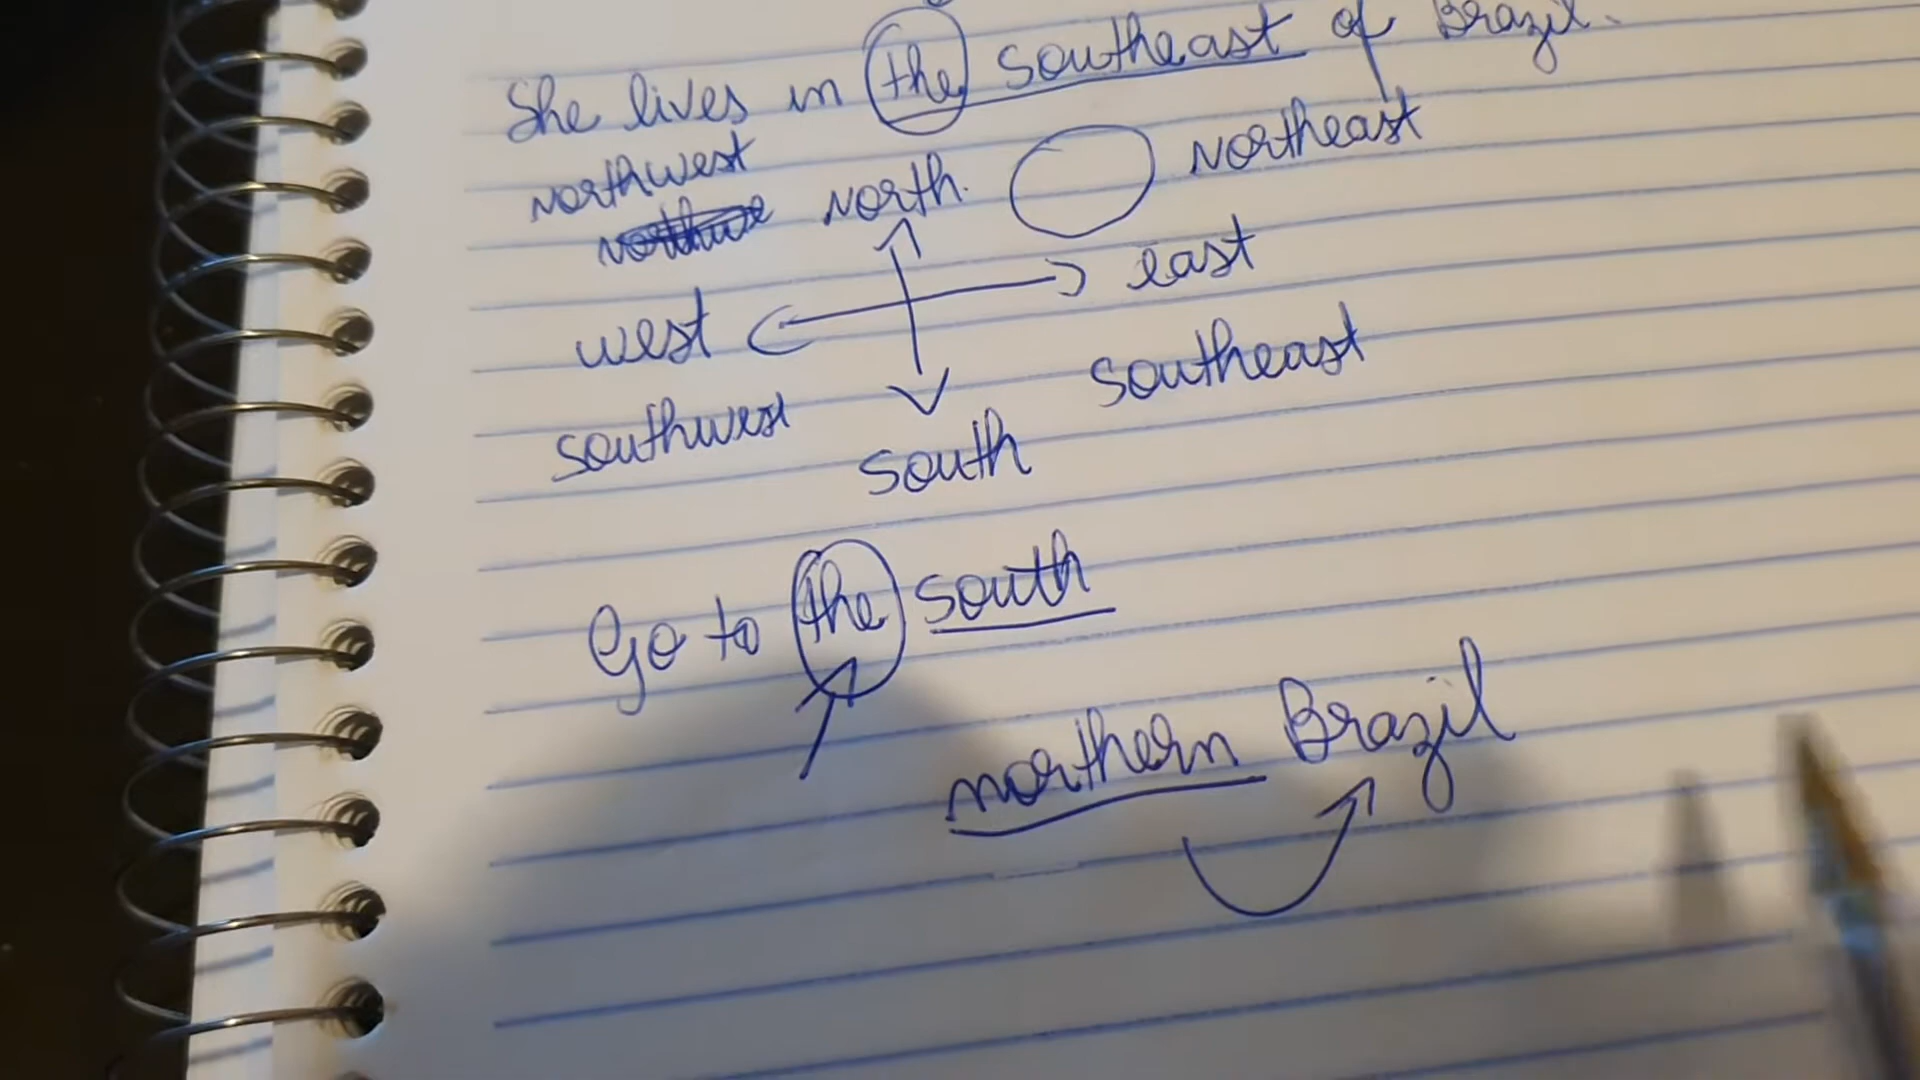 She lives in the southeast of Brazil.
northwest north. northeast
west east
southwest south southeast
Go to the south
northern Brazil